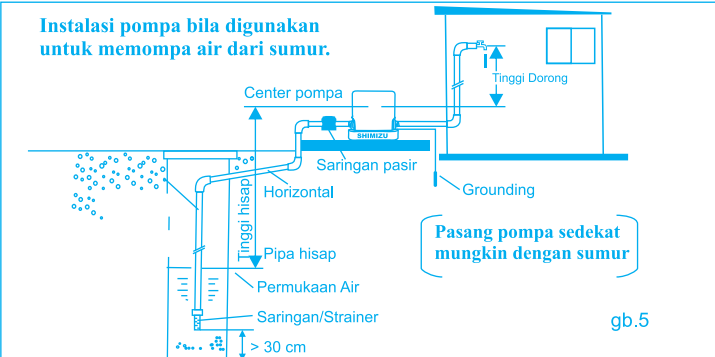 Instalasi pompa bila digunakan
untuk memompa air dari sumur.
Tinggi Dorong
Center pompa
SHIMIZU
Saringan pasir
Horizontal
Grounding
Tinggi hisap
Pasang pompa sedekat
mungkin dengan sumur
Pipa hisap
Permukaan Air
Saringan/Strainer
gb.5
> 30 cm